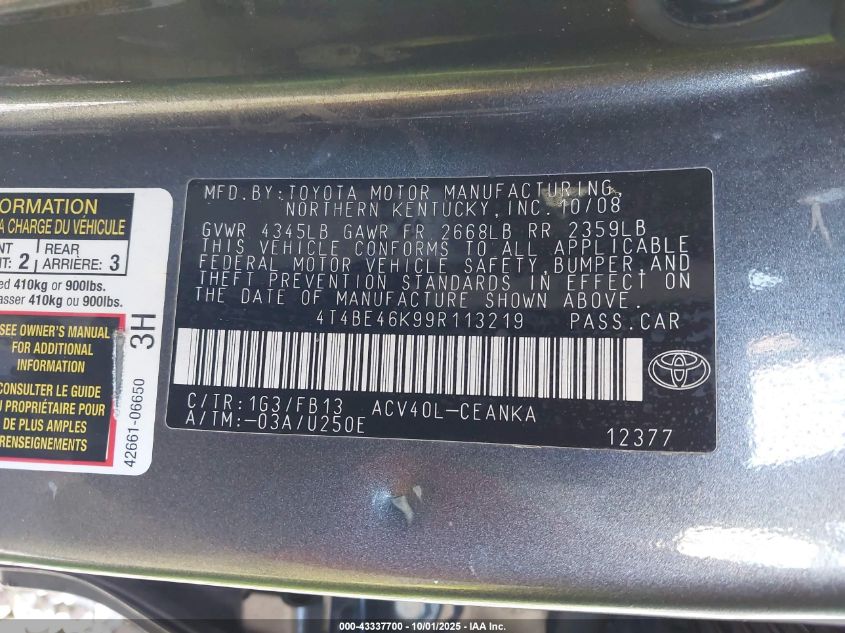 ORMATION
A CHARGE DU VÉHICULE
NT
T: 2
REAR
ARRIÈRE: 3
ed 410kg or 900lbs.
asser 410kg ou 900lbs.
SEE OWNER'S MANUAL
FOR ADDITIONAL
INFORMATION
CONSULTER LE GUIDE
U PROPRIÉTAIRE POUR
DE PLUS AMPLES
RENSEIGNEMENTS
3H
42661-06650
MFD.BY:TOYOTA MOTOR MANUFACTURING,
NORTHERN KENTUCKY,INC.10/08
GVWR 4345LB GAWR FR 2668LB RR 2359LB
THIS VEHICLE CONFORMS TO ALL APPLICABLE
FEDERAL MOTOR VEHICLE SAFETY,BUMPER,AND
THEFT PREVENTION STANDARDS IN EFFECT ON
THE DATE OF MANUFACTURE SHOWN ABOVE.
4T4BE46K99R113219 PASS.CAR
C/TR:1G3/FB13 ACV40L-CEANKA
A/TM:-03A/U250E
12377
000-43337700 - 10/01/2025 - IAA Inc.